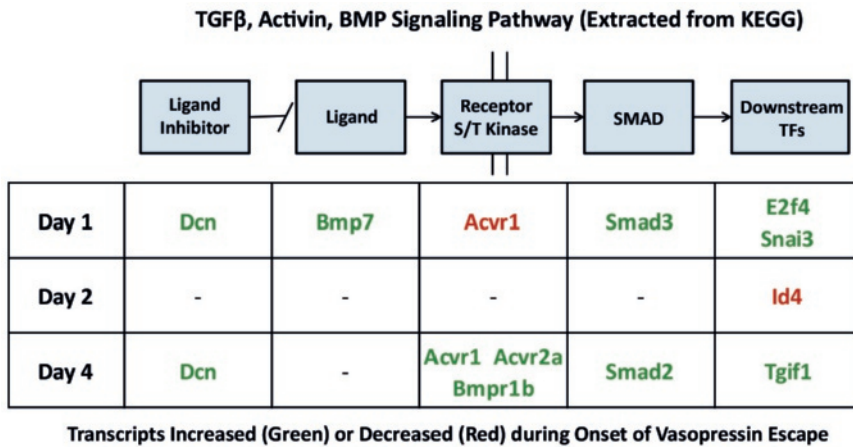 TGFβ, Activin, BMP Signaling Pathway (Extracted from KEGG)
Ligand
Inhibitor
Ligand
Receptor
S/T Kinase
SMAD
Downstream
TFs
Day 1
Dcn
Bmp7
Acvr1
Smad3
E2f4
Snai3
Day 2
-
-
-
-
Id4
Day 4
Dcn
-
Acvr1 Acvr2a
Bmpr1b
Smad2
Tgif1
Transcripts Increased (Green) or Decreased (Red) during Onset of Vasopressin Escape